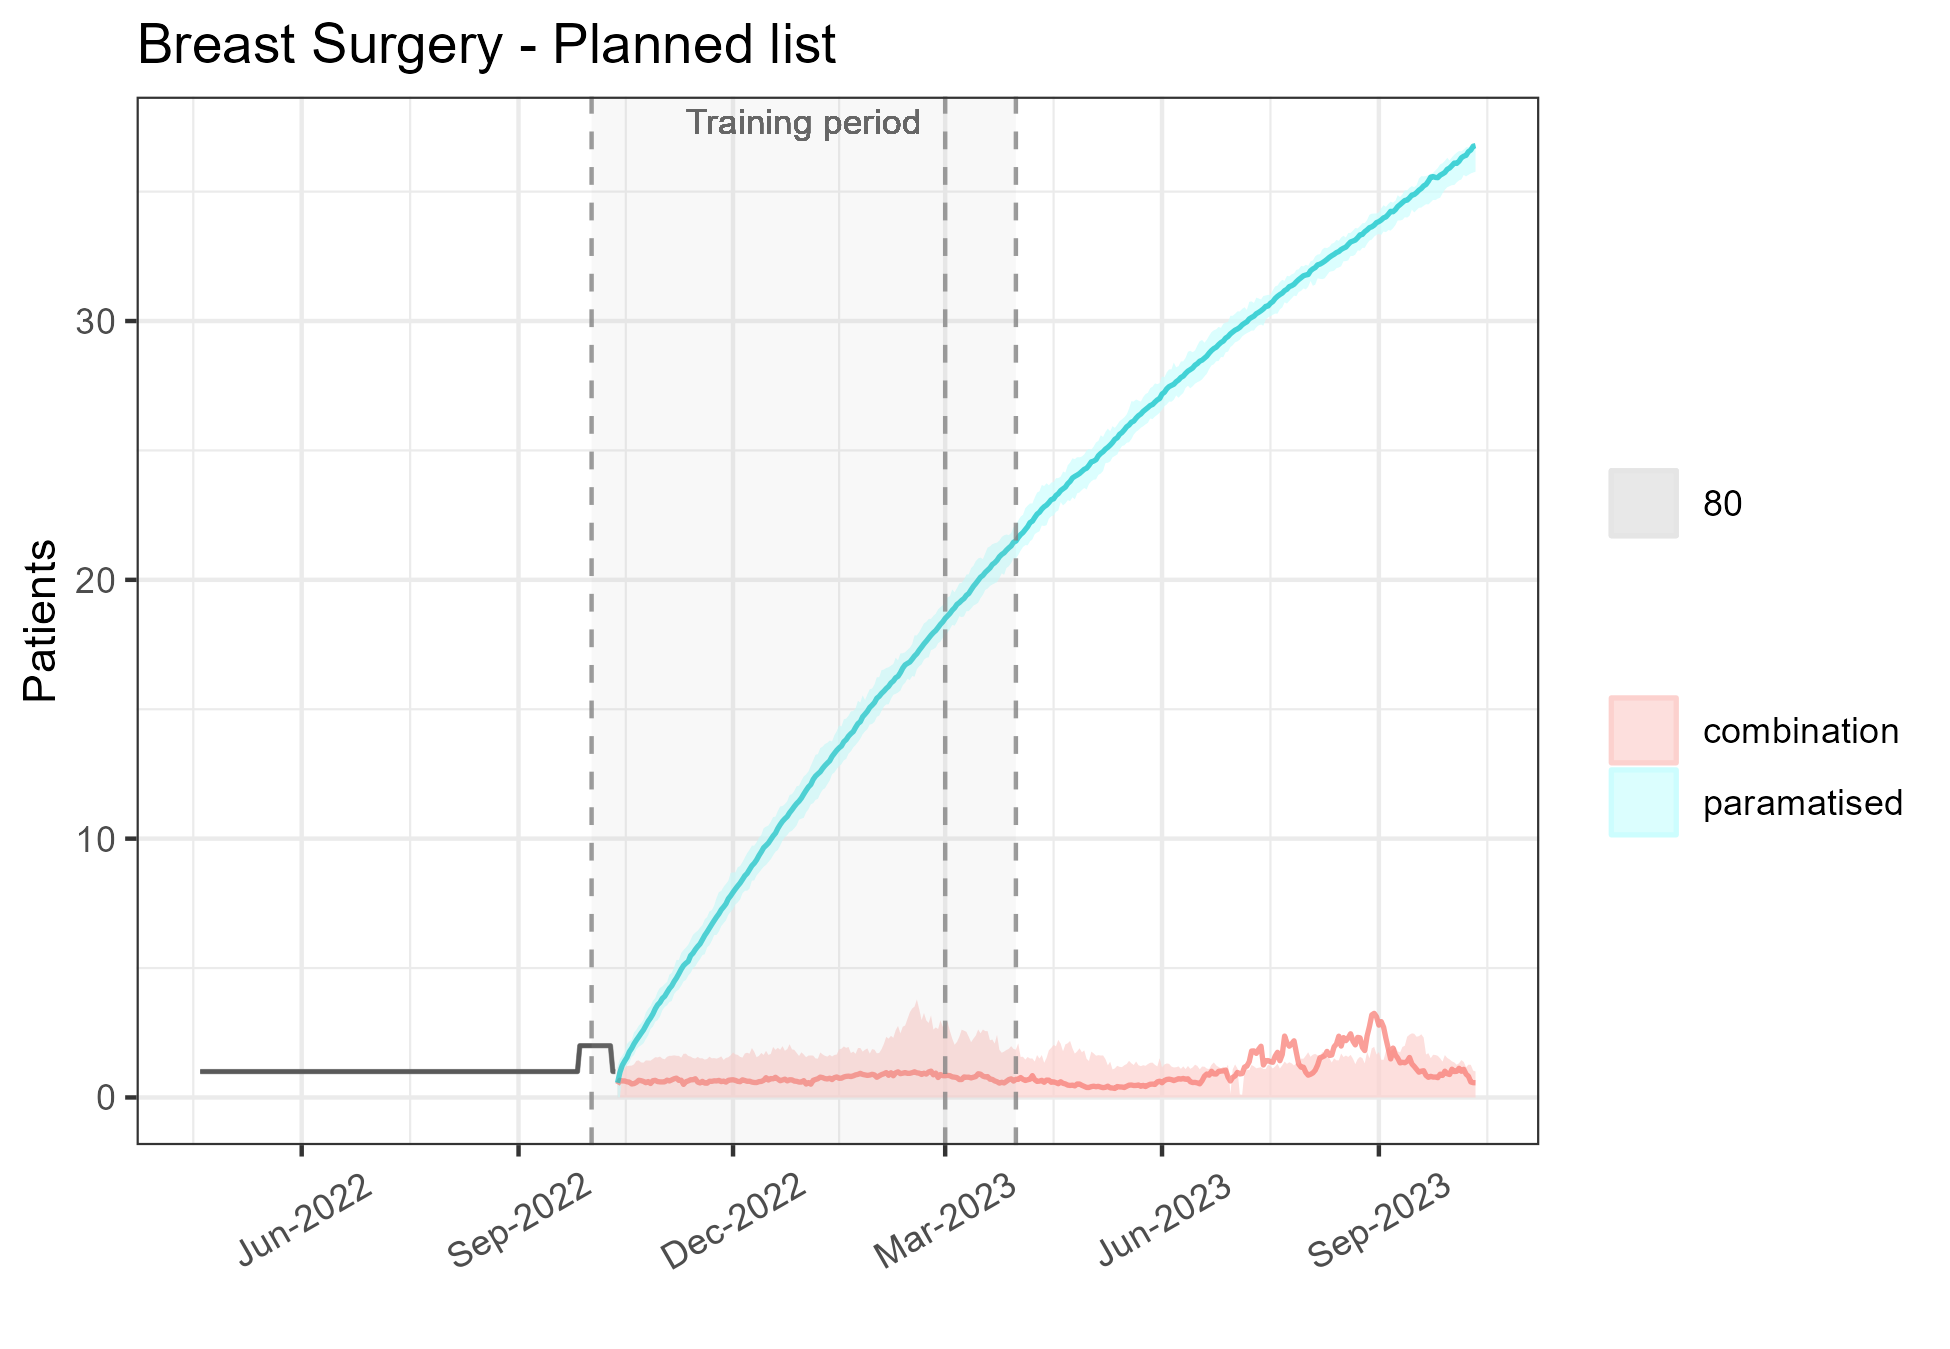 Breast Surgery - Planned list
Training period
Patients
30
20
10
0
Jun-2022
Sep-2022
Dec-2022
Mar-2023
Jun-2023
Sep-2023
80
combination
paramatised